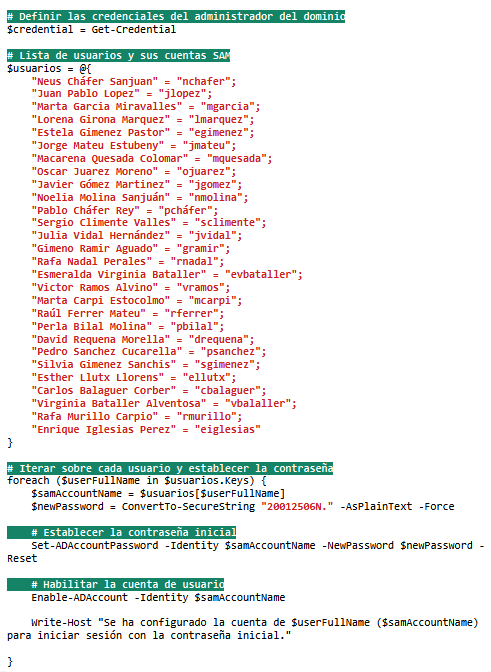 # Definir las credenciales del administrador del dominio
$credential = Get-Credential
# Lista de usuarios y sus cuentas SAM
$usuarios = @{
"Neus Cháfer Sanjuan" = "nchafer";
"Juan Pablo Lopez" = "jlopez";
"Marta Garcia Miravalles" = "mgarcia";
"Lorena Girona Marquez" = "lmarquez";
"Estela Gimenez Pastor" = "egimenez";
"Jorge Mateu Estubeny" = "jmateu";
"Macarena Quesada Colomar" = "mquesada";
"Oscar Juarez Moreno" = "ojuarez";
"Javier Gómez Martinez" = "jgomez";
"Noelia Molina Sanjuán" = "nmolina";
"Pablo Cháfer Rey" = "pcháfer";
"Sergio Climente Valles" = "sclimente";
"Julia Vidal Hernández" = "jvidal";
"Gimeno Ramir Aguado" = "gramir";
"Rafa Nadal Perales" = "rnadal";
"Esmeralda Virginia Bataller" = "evbataller";
"Victor Ramos Alvino" = "vramos";
"Marta Carpi Estocolmo" = "mcarpi";
"Raúl Ferrer Mateu" = "rferrer";
"Perla Bilal Molina" = "pbilal";
"David Requena Morella" = "drequena";
"Pedro Sanchez Cucarella" = "psanchez";
"Silvia Gimenez Sanchis" = "sgimenez";
"Esther Llutx Llorens" = "ellutx";
"Carlos Balaguer Corber" = "cbalaguer";
"Virginia Bataller Alventosa" = "vbalaller";
"Rafa Murillo Carpio" = "rmurillo";
"Enrique Iglesias Perez" = "eiglesias"
}
# Iterar sobre cada usuario y establecer la contraseña
foreach ($userFullName in $usuarios.Keys) {
$samAccountName = $usuarios[$userFullName]
$newPassword = ConvertTo-SecureString "20012506N." -AsPlainText -Force
# Establecer la contraseña inicial
Set-ADAccountPassword -Identity $samAccountName -NewPassword $newPassword -
Reset
# Habilitar la cuenta de usuario
Enable-ADAccount -Identity $samAccountName
Write-Host "Se ha configurado la cuenta de $userFullName ($samAccountName)
para iniciar sesión con la contraseña inicial."
}